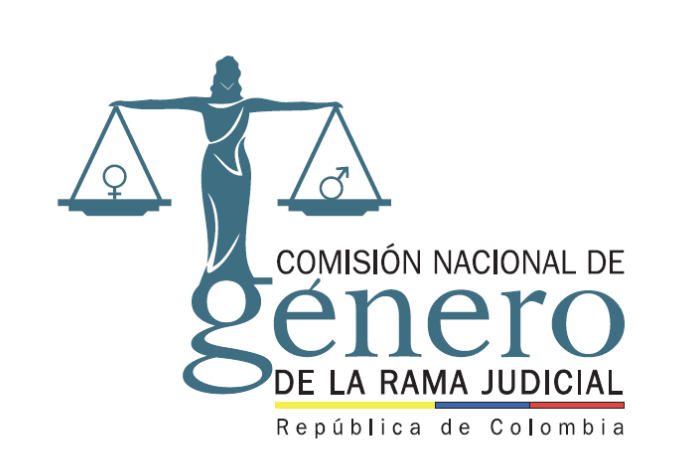 COMISIÓN NACIONAL DE
género
DE LA RAMA JUDICIAL
República de Colombia